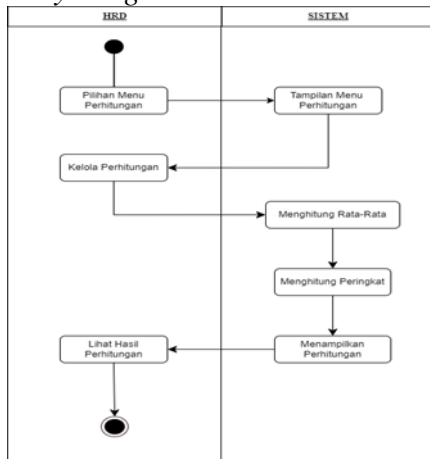 HRD
SISTEM
Pilihan Menu
Perhitungan
Tampilan Menu
Perhitungan
Kelola Perhitungan
Menghitung Rata-Rata
Menghitung Peringkat
Lihat Hasil
Perhitungan
Menampilkan
Perhitungan